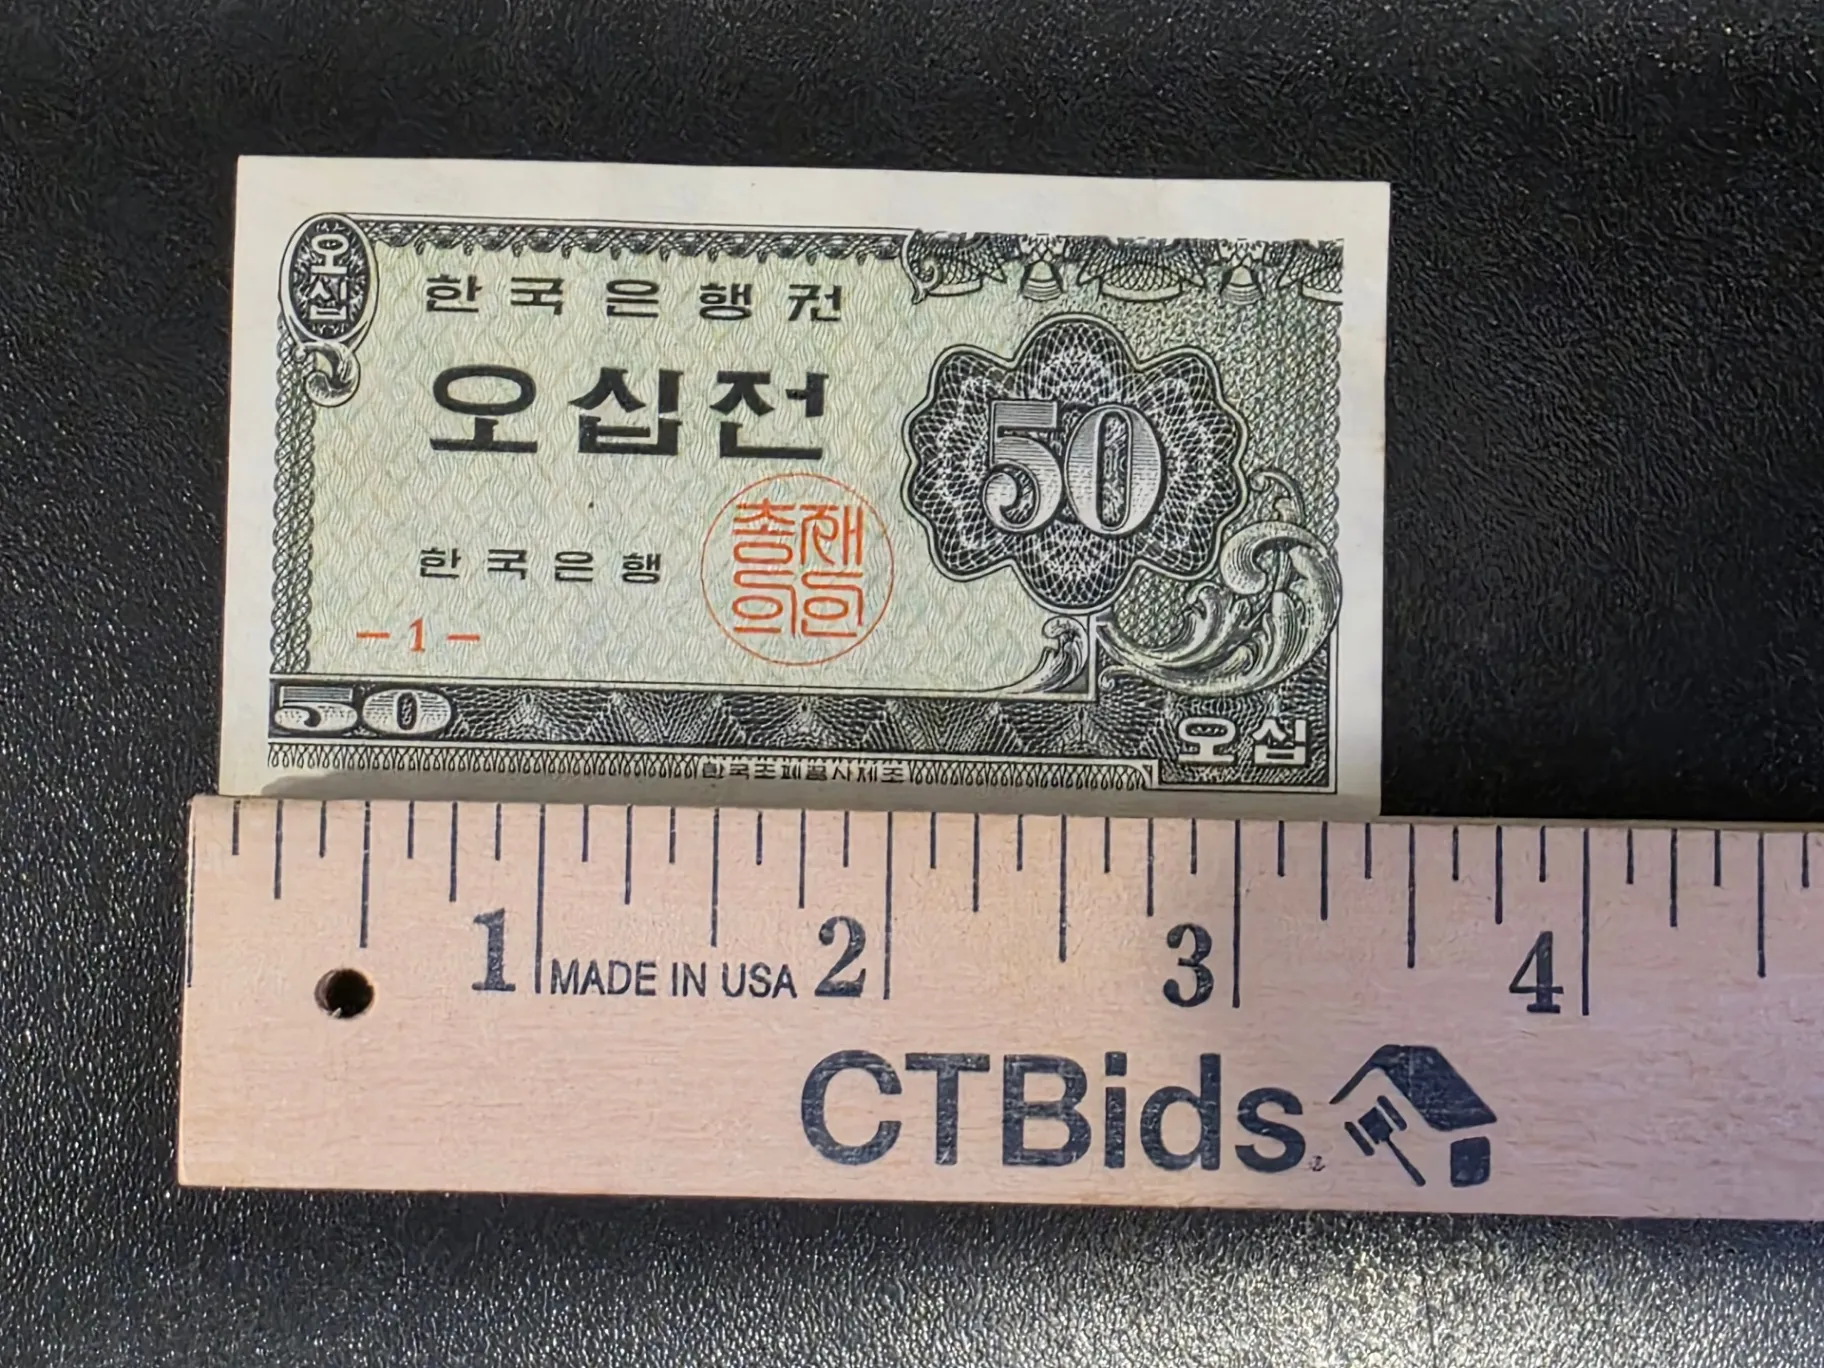 오십
한국은행권
오십전
50
한국은행
총재의인
- 1 -
50
오십
한국조폐공사제조
1 MADE IN USA 2 3 4
CTBids